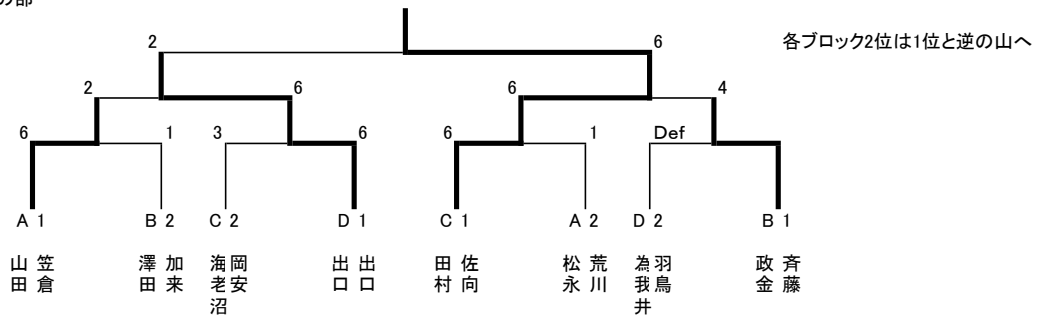 の部
2 6 各ブロック2位は1位と逆の山へ
2 6 6 4
6 1 3 6 6 1 Def
A 1 B 2 C 2 D 1 C 1 A 2 D 2 B 1
山田 笠倉
澤田 加来
海老沼 岡安
出口 出口
田村 佐向
松永 荒川
為我井 羽鳥
政金 斉藤